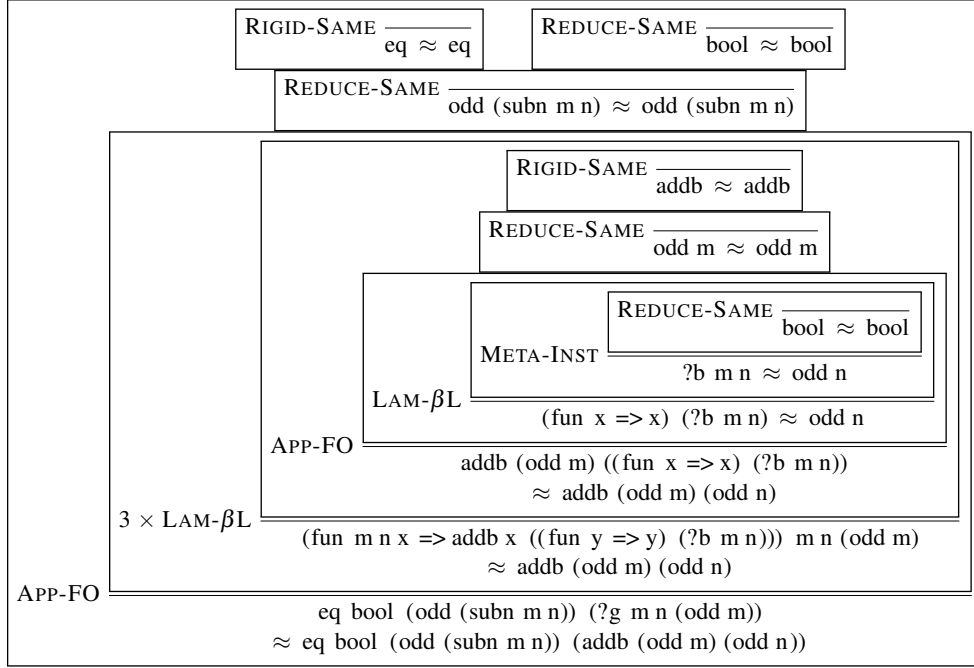 RIGID-SAME eq ≈ eq REDUCE-SAME bool ≈ bool
REDUCE-SAME odd (subn m n) ≈ odd (subn m n)
RIGID-SAME addb ≈ addb
REDUCE-SAME odd m ≈ odd m
REDUCE-SAME bool ≈ bool
META-INST ?b m n ≈ odd n
LAM-βL (fun x => x) (?b m n) ≈ odd n
APP-FO addb (odd m) ((fun x => x) (?b m n))
≈ addb (odd m) (odd n)
3 × LAM-βL (fun m n x => addb x ((fun y => y) (?b m n))) m n (odd m)
≈ addb (odd m) (odd n)
APP-FO eq bool (odd (subn m n)) (?g m n (odd m))
≈ eq bool (odd (subn m n)) (addb (odd m) (odd n))